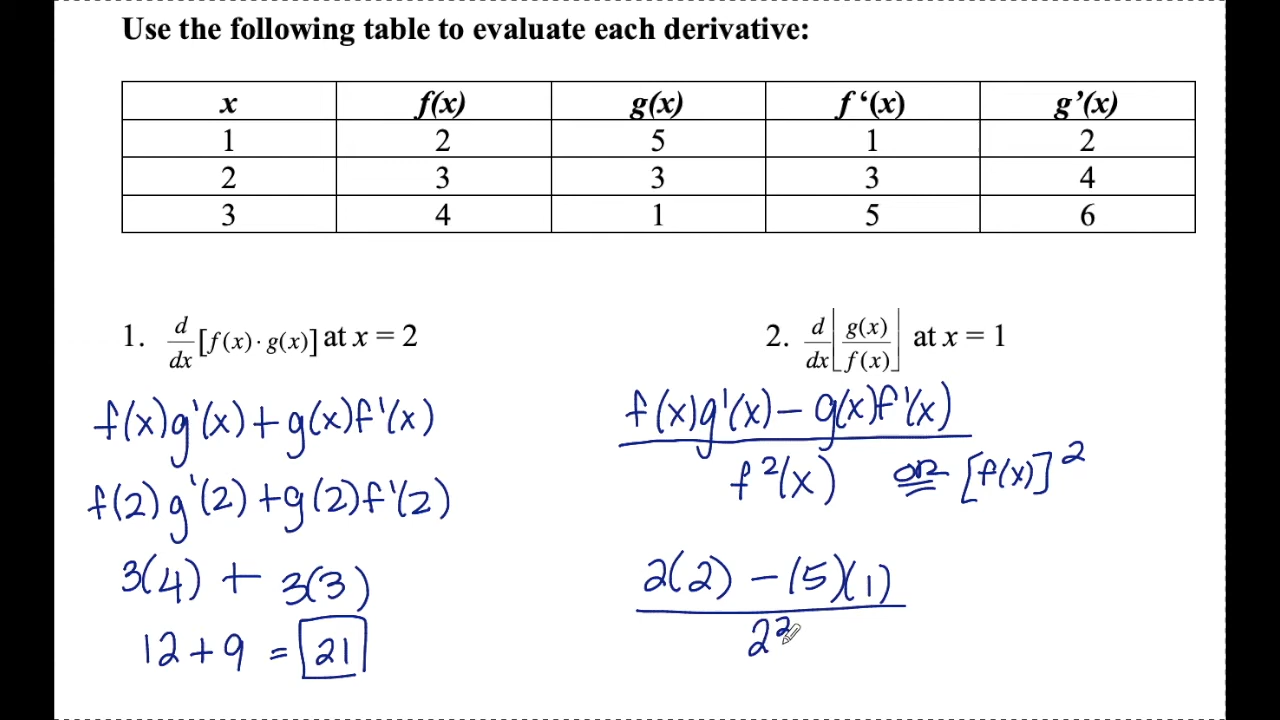 Use the following table to evaluate each derivative:
x f(x) g(x) f ‘(x) g’(x)
1 2 5 1 2
2 3 3 3 4
3 4 1 5 6
1. d/dx [f(x) · g(x)] at x = 2
f(x)g'(x) + g(x)f'(x)
f(2)g'(2) + g(2)f'(2)
3(4) + 3(3)
12 + 9 = 21
2. d/dx [g(x)/f(x)] at x = 1
f(x)g'(x) − g(x)f'(x)
f²(x) or [f(x)]²
2(2) − (5)(1)
2²